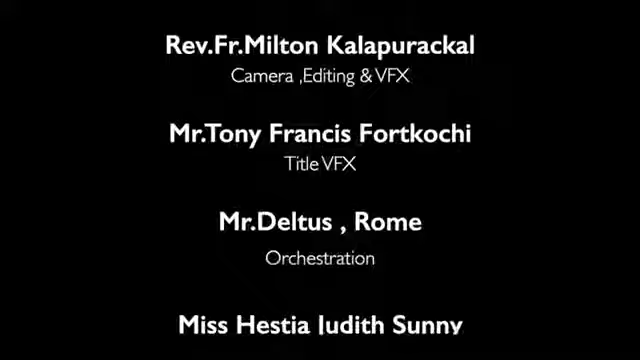 Rev.Fr.Milton Kalapurackal
Camera ,Editing & VFX
Mr.Tony Francis Fortkochi
Title VFX
Mr.Deltus , Rome
Orchestration
Miss Hestia Judith Sunny